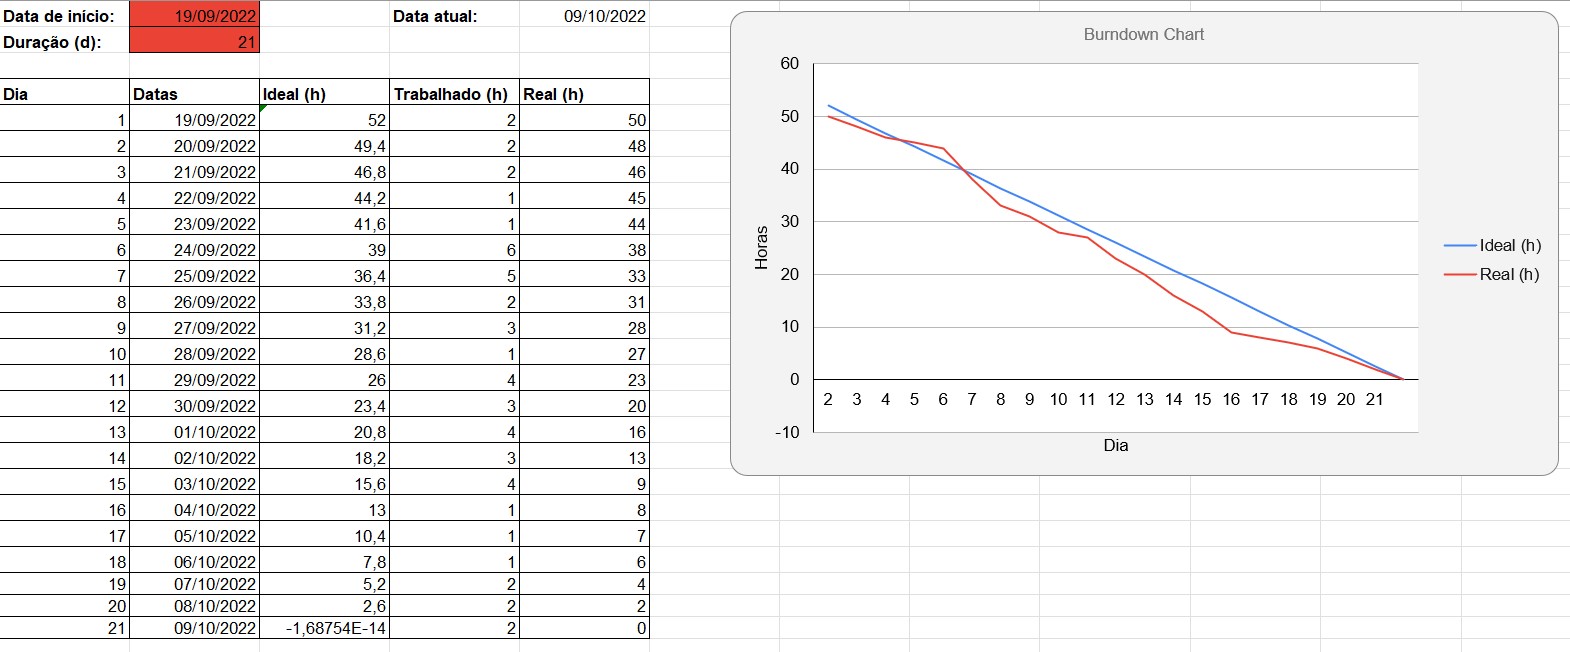 Data de início: 19/09/2022 Data atual: 09/10/2022
Duração (d): 21
Dia Datas Ideal (h) Trabalhado (h) Real (h)
1 19/09/2022 52 2 50
2 20/09/2022 49,4 2 48
3 21/09/2022 46,8 2 46
4 22/09/2022 44,2 1 45
5 23/09/2022 41,6 1 44
6 24/09/2022 39 6 38
7 25/09/2022 36,4 5 33
8 26/09/2022 33,8 2 31
9 27/09/2022 31,2 3 28
10 28/09/2022 28,6 1 27
11 29/09/2022 26 4 23
12 30/09/2022 23,4 3 20
13 01/10/2022 20,8 4 16
14 02/10/2022 18,2 3 13
15 03/10/2022 15,6 4 9
16 04/10/2022 13 1 8
17 05/10/2022 10,4 1 7
18 06/10/2022 7,8 1 6
19 07/10/2022 5,2 2 4
20 08/10/2022 2,6 2 2
21 09/10/2022 -1,68754E-14 2 0
Burndown Chart
60
50
40
30
20
10
0
-10
Horas
2 3 4 5 6 7 8 9 10 11 12 13 14 15 16 17 18 19 20 21
Dia
Ideal (h)
Real (h)